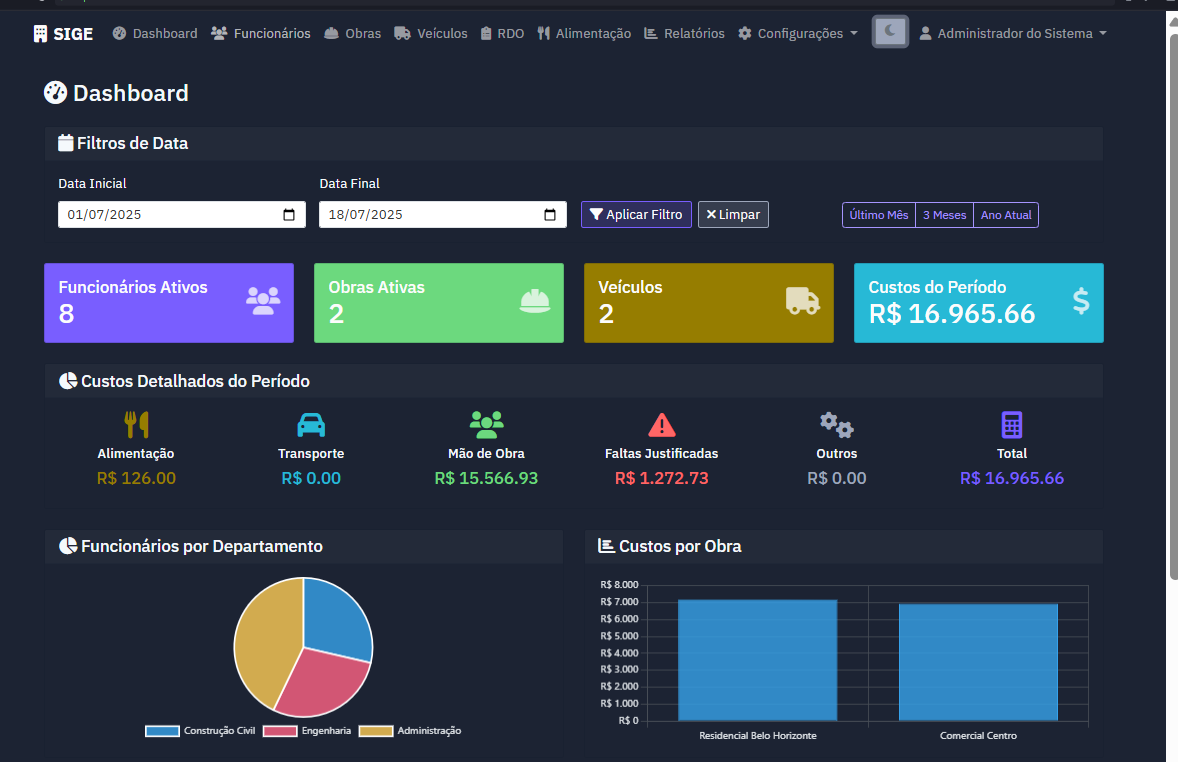 SIGE Dashboard Funcionários Obras Veículos RDO Alimentação Relatórios Configurações Administrador do Sistema
Dashboard
Filtros de Data
Data Inicial Data Final
01/07/2025 18/07/2025 Aplicar Filtro Limpar Último Mês 3 Meses Ano Atual
Funcionários Ativos Obras Ativas Veículos Custos do Período
8 2 2 R$ 16.965.66
Custos Detalhados do Período
Alimentação Transporte Mão de Obra Faltas Justificadas Outros Total
R$ 126.00 R$ 0.00 R$ 15.566.93 R$ 1.272.73 R$ 0.00 R$ 16.965.66
Funcionários por Departamento
Construção Civil Engenharia Administração
Custos por Obra
R$ 8.000
R$ 7.000
R$ 6.000
R$ 5.000
R$ 4.000
R$ 3.000
R$ 2.000
R$ 1.000
R$ 0
Residencial Belo Horizonte Comercial Centro